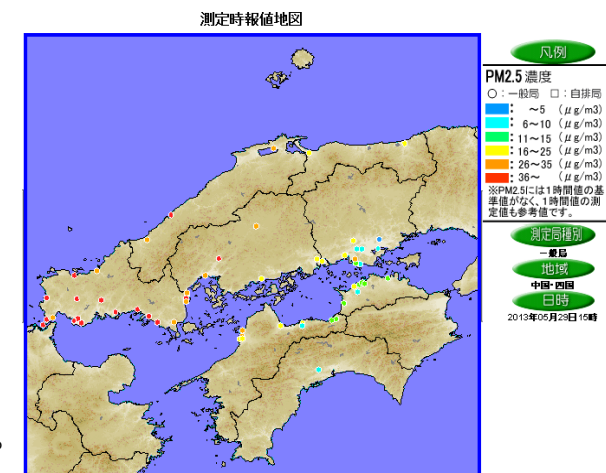 測定時報値地図
凡例
PM2.5 濃度
○：一般局 □：自排局
： ～5 (μg/m3)
： 6～10 (μg/m3)
： 11～15 (μg/m3)
： 16～25 (μg/m3)
： 26～35 (μg/m3)
： 36～ (μg/m3)
※PM2.5には1時間値の基
準値がなく、1時間値の測
定値も参考値です。
測定局種別
一般局
地域
中国・四国
日時
2013年05月29日15時